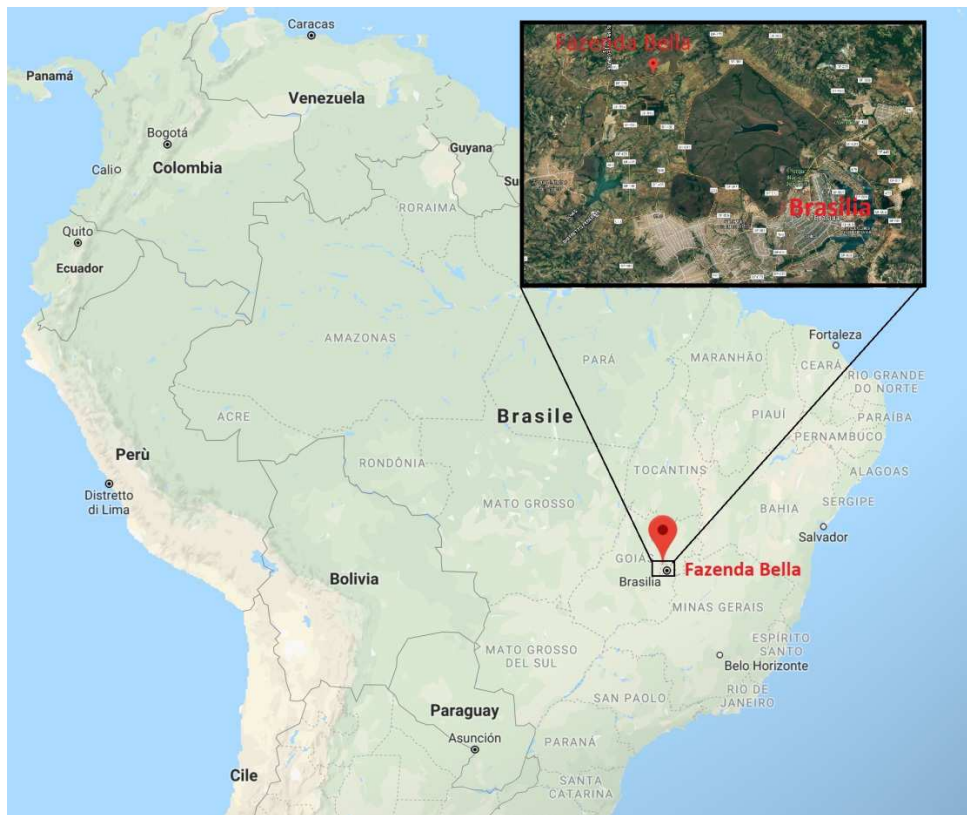 Caracas
Panamá
Venezuela
Bogotá
Cali
Colombia
Guyana
Su
RORAIMA
Quito
Ecuador
Fazenda Bella
Brasília
AMAZONAS
PARÁ
MARANHÃO
Fortaleza
CEARÁ
RIO GRANDE
DO NORTE
PIAUÍ
PARAÍBA
PERNAMBUCO
ACRE
Brasile
Perù
RONDÔNIA
TOCANTINS
ALAGOAS
Distretto
di Lima
MATO GROSSO
BAHIA
SERGIPE
Salvador
GOIÁ
Fazenda Bella
Brasilia
Bolivia
MINAS GERAIS
MATO GROSSO
DEL SUL
ESPÍRITO
SANTO
Belo Horizonte
SAN PAOLO
RIO DE
JANEIRO
Paraguay
Asunción
PARANÁ
Cile
SANTA
CATARINA